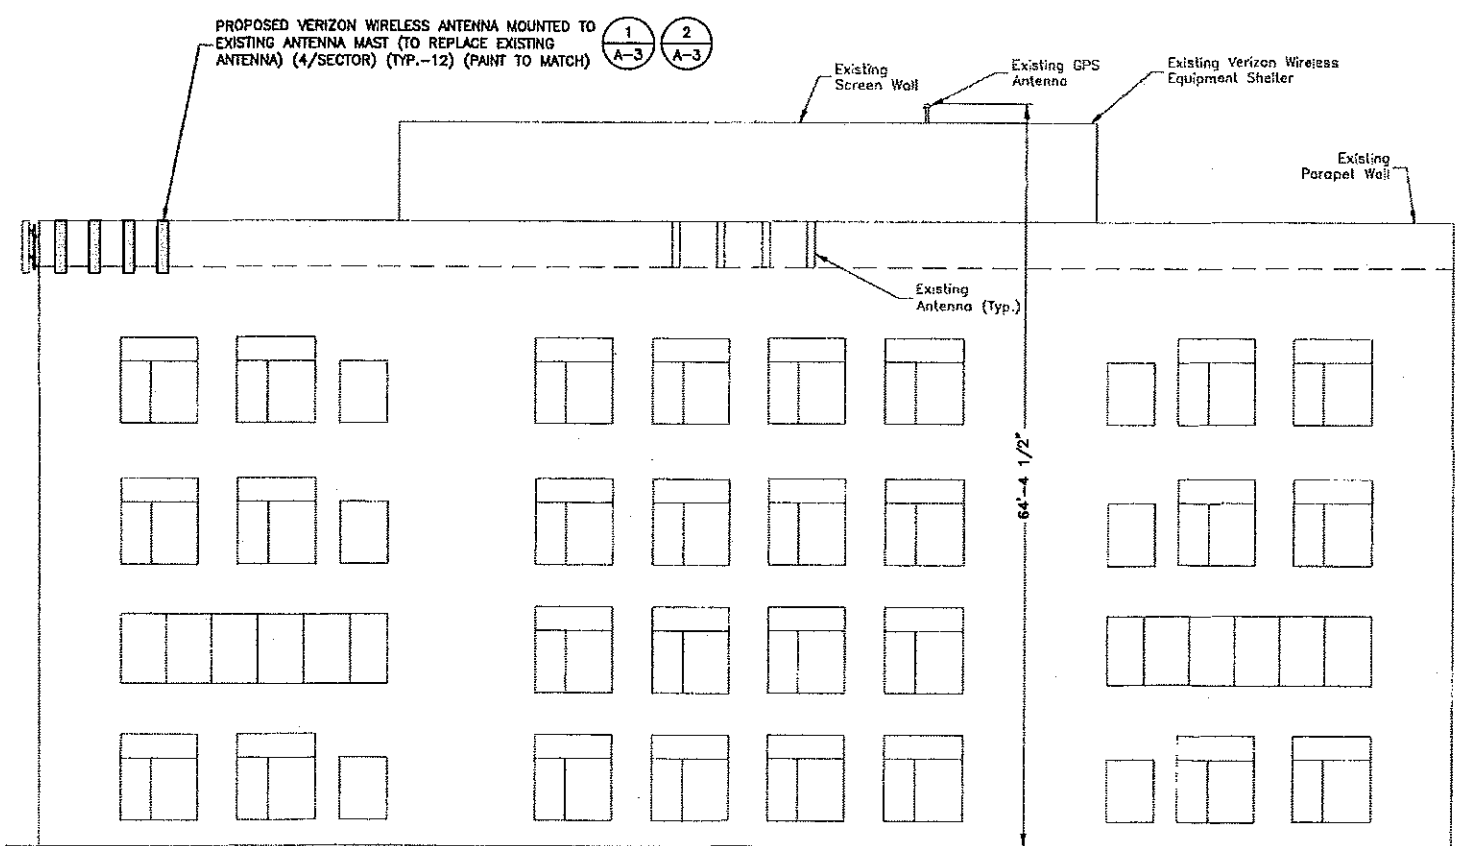 PROPOSED VERIZON WIRELESS ANTENNA MOUNTED TO
EXISTING ANTENNA MAST (TO REPLACE EXISTING
ANTENNA) (4/SECTOR) (TYP.-12) (PAINT TO MATCH)
1
A-3
2
A-3
Existing
Screen Wall
Existing GPS
Antenna
Existing Verizon Wireless
Equipment Shelter
Existing
Parapet Wall
Existing
Antenna (Typ.)
64'-4 1/2"